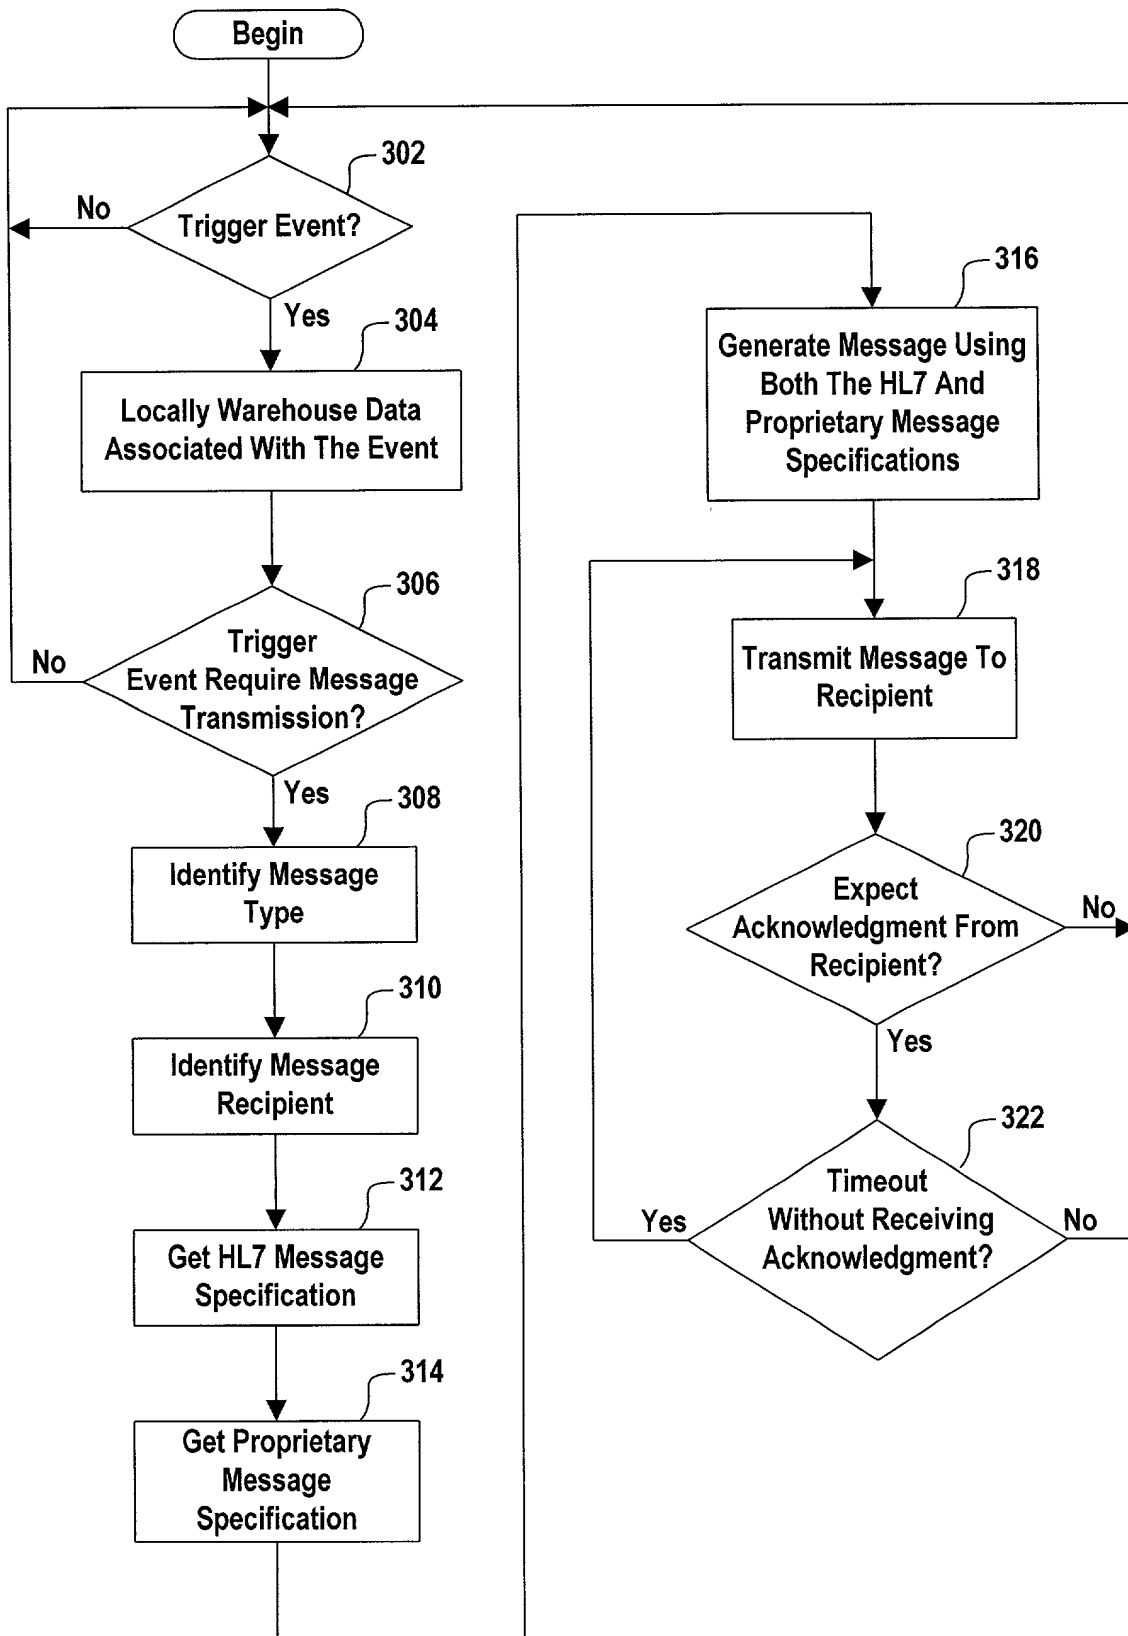 Begin
302
Trigger Event?
No
Yes
304
Locally Warehouse Data
Associated With The Event
306
Trigger
Event Require Message
Transmission?
No
Yes
308
Identify Message
Type
310
Identify Message
Recipient
312
Get HL7 Message
Specification
314
Get Proprietary
Message
Specification
316
Generate Message Using
Both The HL7 And
Proprietary Message
Specifications
318
Transmit Message To
Recipient
320
Expect
Acknowledgment From
Recipient?
No
Yes
322
Timeout
Without Receiving
Acknowledgment?
Yes
No